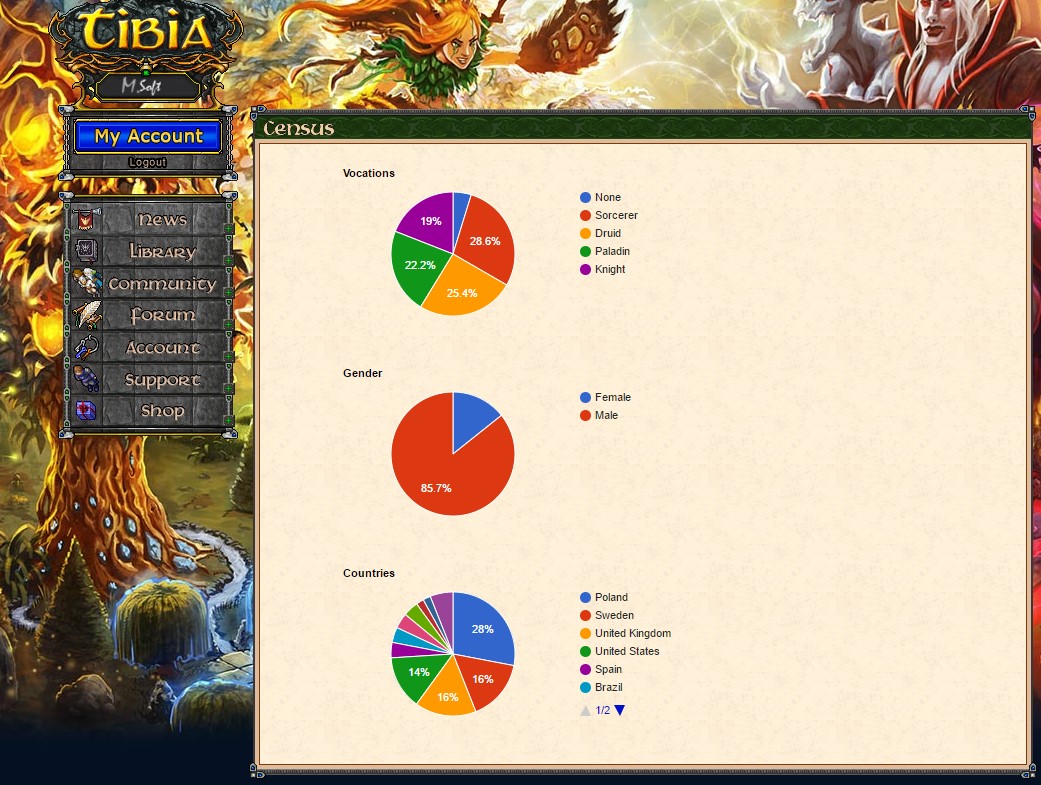 TIBIA
M.Soft
My Account
Logout
News
Library
Community
Forum
Account
Support
Shop
Census
Vocations
19%
28.6%
22.2%
25.4%
None
Sorcerer
Druid
Paladin
Knight
Gender
85.7%
Female
Male
Countries
28%
14%
16%
16%
Poland
Sweden
United Kingdom
United States
Spain
Brazil
1/2